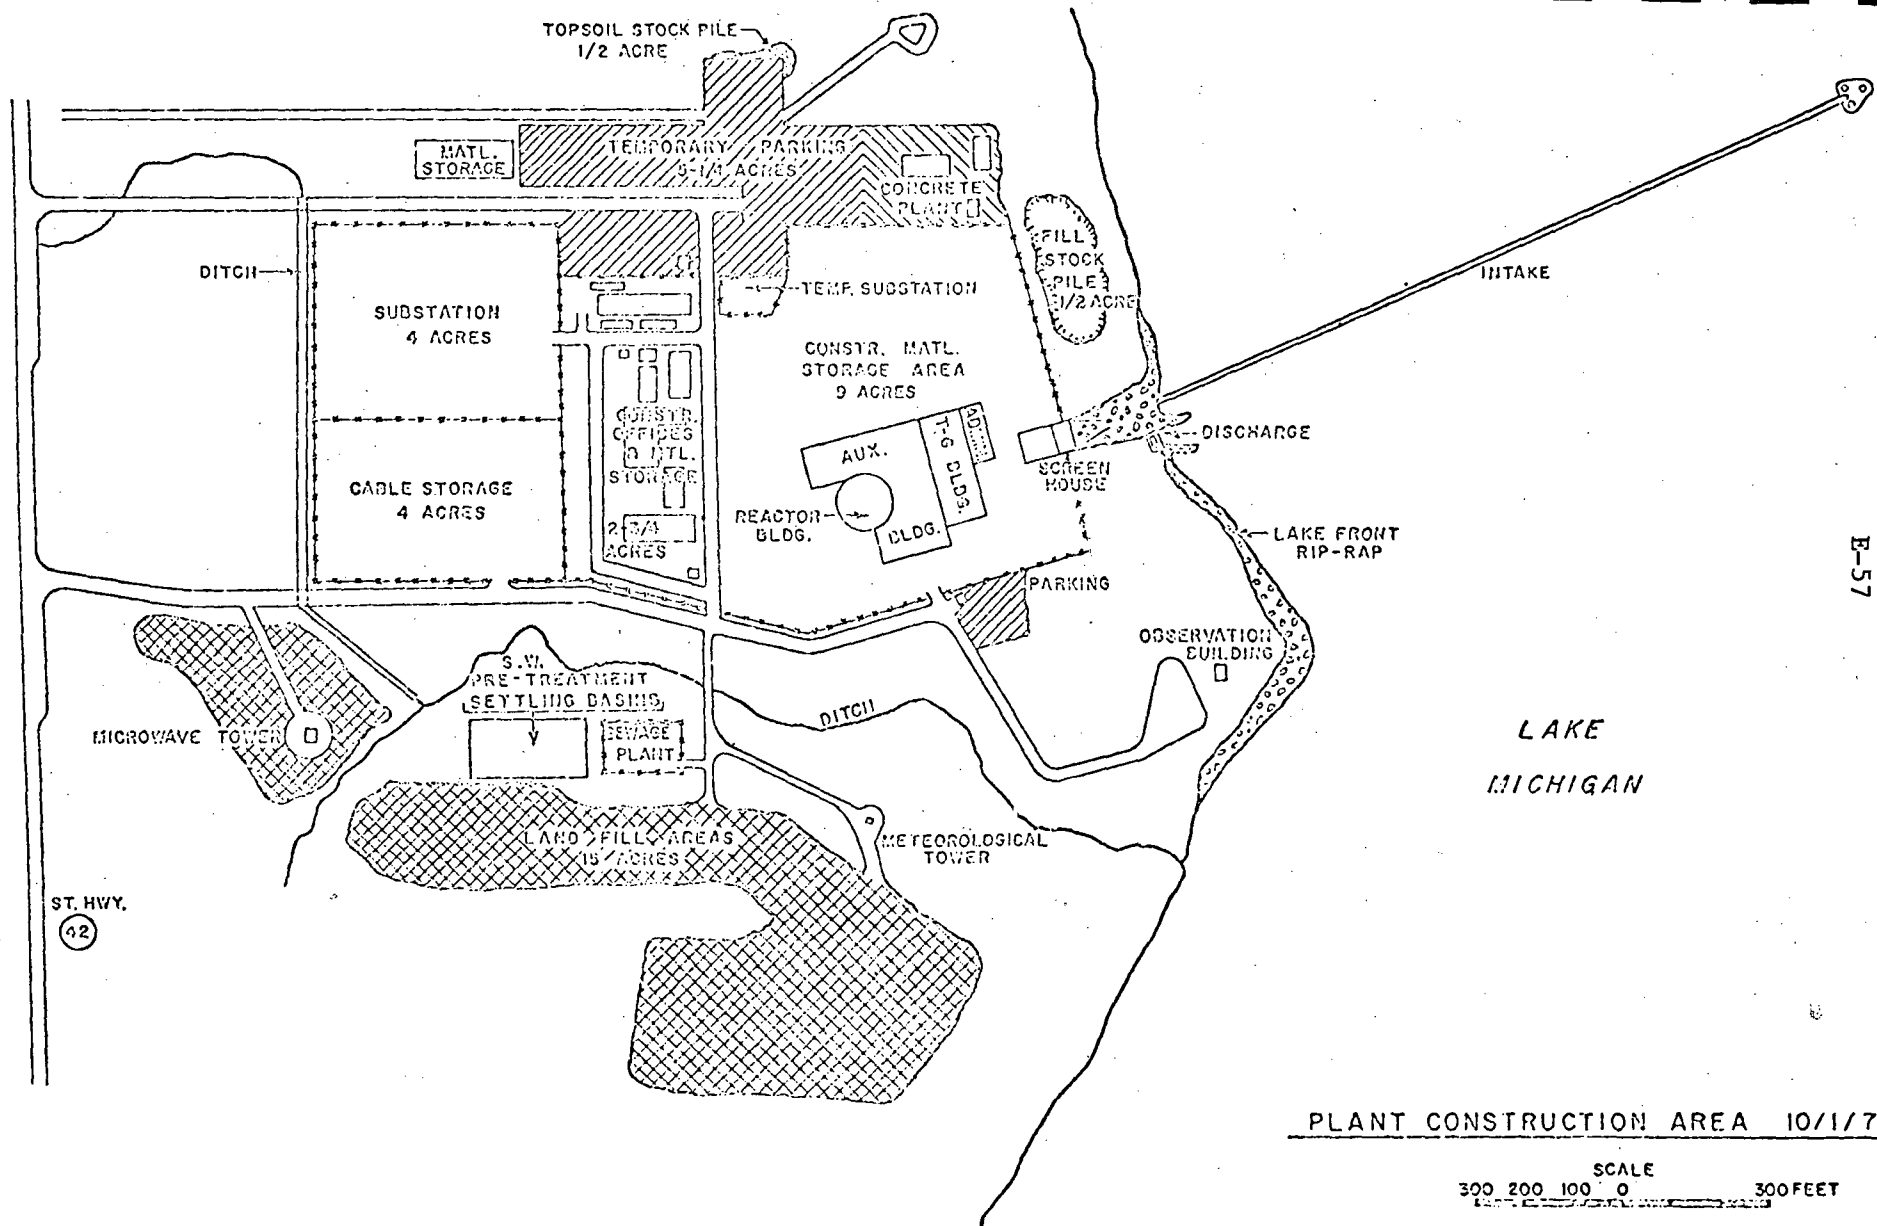 TOPSOIL STOCK PILE
1/2 ACRE
MATL.
STORAGE
TEMPORARY PARKING
5-1/4 ACRES
CONCRETE
PLANT
FILL
STOCK
PILE
1/2 ACRE
DITCH
SUBSTATION
4 ACRES
TEMP. SUBSTATION
INTAKE
CONSTR. MATL.
STORAGE AREA
9 ACRES
CONSTR.
OFFICES
MTL.
STORAGE
2-3/4
ACRES
CABLE STORAGE
4 ACRES
AUX.
BLDG.
T-G BLDG.
AD.
REACTOR
BLDG.
SCREEN
HOUSE
DISCHARGE
LAKE FRONT
RIP-RAP
E-57
PARKING
OBSERVATION
BUILDING
S.W.
PRE-TREATMENT
SETTLING BASINS
SEWAGE
PLANT
DITCH
MICROWAVE TOWER
LAKE
MICHIGAN
LAND FILL AREAS
15 ACRES
METEOROLOGICAL
TOWER
ST. HWY.
42
PLANT CONSTRUCTION AREA 10/1/7
SCALE
300 200 100 0 300 FEET